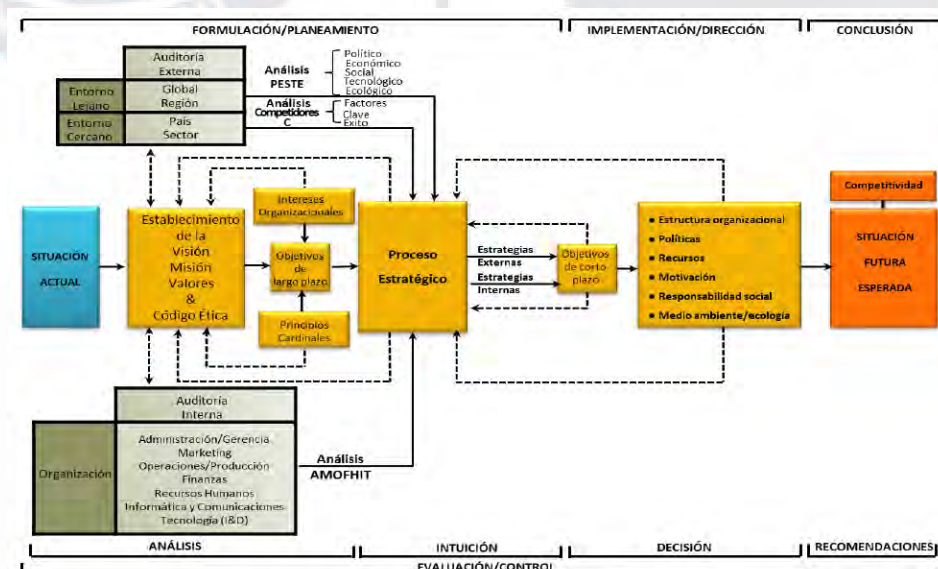 FORMULACIÓN/PLANEAMIENTO
IMPLEMENTACIÓN/DIRECCIÓN
CONCLUSIÓN
Auditoría
Externa
Entorno
Lejano
Global
Región
Entorno
Cercano
País
Sector
Análisis
PESTE
Político
Económico
Social
Tecnológico
Ecológico
Análisis
Competidores
C
Factores
Clave
Éxito
SITUACIÓN
ACTUAL
Establecimiento
de la
Visión
Misión
Valores
&
Código Ética
Intereses
Organizacionales
Objetivos
de
largo plazo
Principios
Cardinales
Proceso
Estratégico
Estrategias
Externas
Estrategias
Internas
Objetivos
de corto
plazo
• Estructura organizacional
• Políticas
• Recursos
• Motivación
• Responsabilidad social
• Medio ambiente/ecología
Competitividad
SITUACIÓN
FUTURA
ESPERADA
Auditoría
Interna
Organización
Administración/Gerencia
Marketing
Operaciones/Producción
Finanzas
Recursos Humanos
Informática y Comunicaciones
Tecnología (I&D)
Análisis
AMOFHIT
ANÁLISIS
INTUICIÓN
DECISIÓN
RECOMENDACIONES
EVALUACIÓN/CONTROL